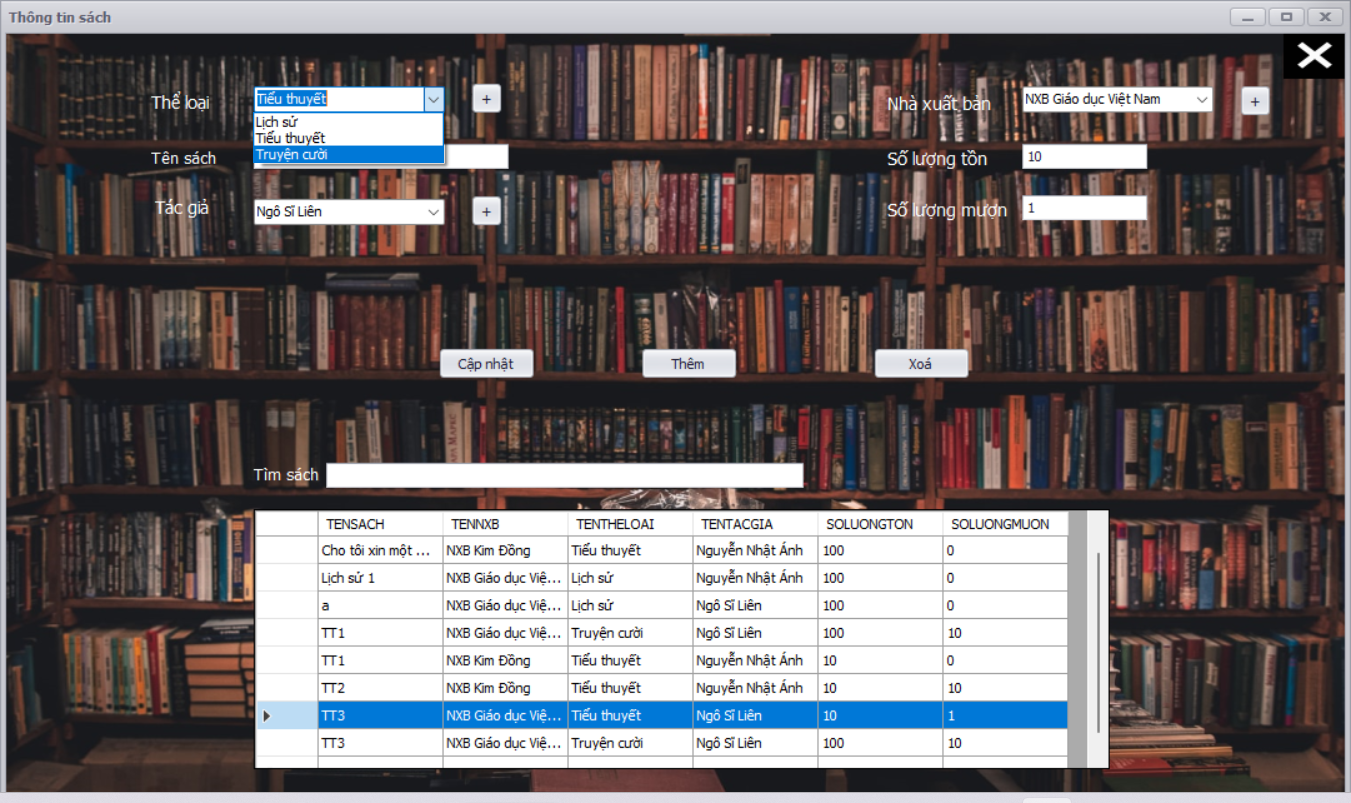 Thông tin sách
Thể loại Tiểu thuyết + Nhà xuất bản NXB Giáo dục Việt Nam +
Lịch sử
Tiểu thuyết
Truyện cười
Tên sách Số lượng tồn 10
Tác giả Ngô Sĩ Liên + Số lượng mượn 1
Cập nhật Thêm Xoá
Tìm sách
TENSACH TENNXB TENTHELOAI TENTACGIA SOLUONGTON SOLUONGMUON
Cho tôi xin một ... NXB Kim Đồng Tiểu thuyết Nguyễn Nhật Ánh 100 0
Lịch sử 1 NXB Giáo dục Việ... Lịch sử Nguyễn Nhật Ánh 100 0
a NXB Giáo dục Việ... Lịch sử Ngô Sĩ Liên 100 0
TT1 NXB Giáo dục Việ... Truyện cười Ngô Sĩ Liên 100 10
TT1 NXB Kim Đồng Tiểu thuyết Nguyễn Nhật Ánh 10 0
TT2 NXB Kim Đồng Tiểu thuyết Nguyễn Nhật Ánh 10 10
TT3 NXB Giáo dục Việ... Tiểu thuyết Ngô Sĩ Liên 10 1
TT3 NXB Giáo dục Việ... Truyện cười Ngô Sĩ Liên 100 10